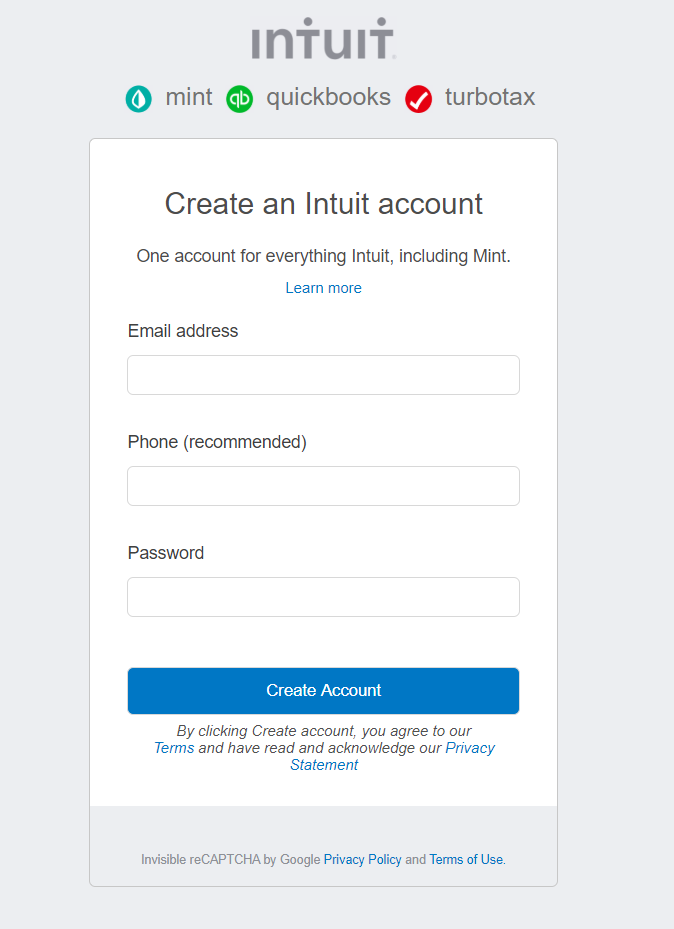 intuit
mint quickbooks turbotax
Create an Intuit account
One account for everything Intuit, including Mint.
Learn more
Email address
Phone (recommended)
Password
Create Account
By clicking Create account, you agree to our
Terms and have read and acknowledge our Privacy
Statement
Invisible reCAPTCHA by Google Privacy Policy and Terms of Use.